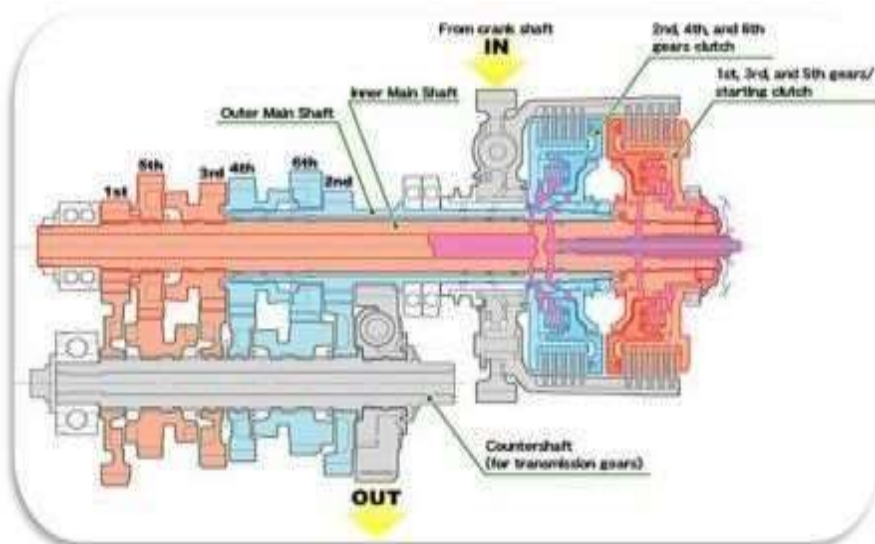 From crank shaft
IN
2nd, 4th, and 6th
gears clutch
1st, 3rd, and 5th gears/
starting clutch
Inner Main Shaft
Outer Main Shaft
1st
5th
3rd
4th
6th
2nd
Countershaft
(for transmission gears)
OUT